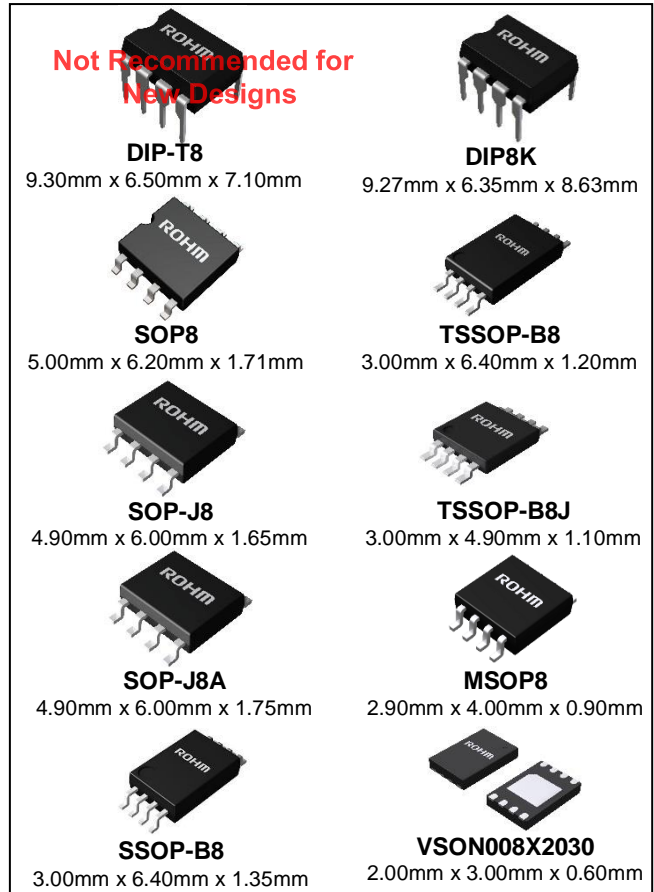 ROHM
Not Recommended for
New Designs
DIP-T8
9.30mm x 6.50mm x 7.10mm
ROHM
DIP8K
9.27mm x 6.35mm x 8.63mm
ROHM
SOP8
5.00mm x 6.20mm x 1.71mm
ROHM
TSSOP-B8
3.00mm x 6.40mm x 1.20mm
ROHM
SOP-J8
4.90mm x 6.00mm x 1.65mm
ROHM
TSSOP-B8J
3.00mm x 4.90mm x 1.10mm
ROHM
SOP-J8A
4.90mm x 6.00mm x 1.75mm
ROHM
MSOP8
2.90mm x 4.00mm x 0.90mm
ROHM
SSOP-B8
3.00mm x 6.40mm x 1.35mm
ROHM
VSON008X2030
2.00mm x 3.00mm x 0.60mm